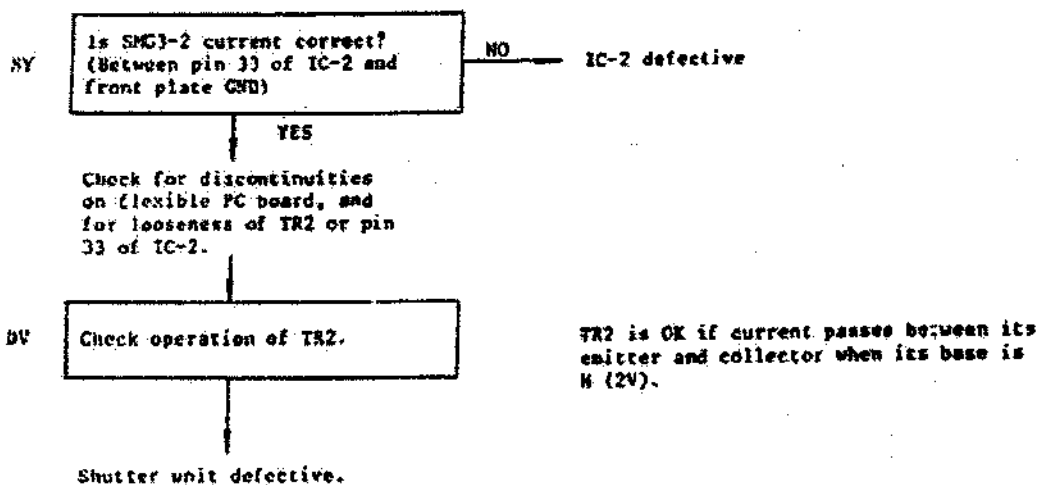 Is SMG3-2 current correct?
SY
(Between pin 33 of IC-2 and
front plate GND)
NO
IC-2 defective
YES
Check for discontinuities
on flexible PC board, and
for looseness of TR2 or pin
33 of IC-2.
DV
Check operation of TR2.
TR2 is OK if current passes between its
emitter and collector when its base is
H (2V).
Shutter unit defective.